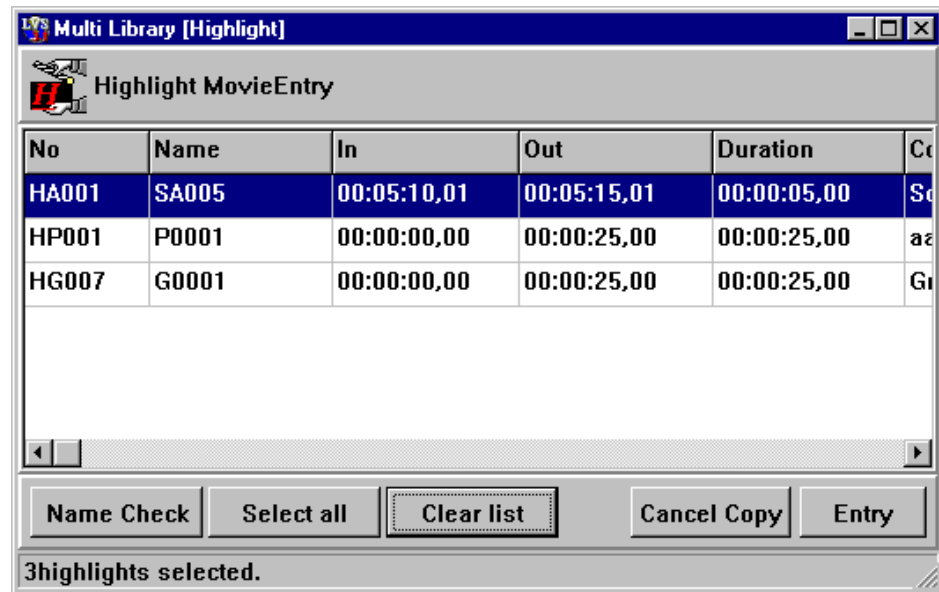 LVS Multi Library [Highlight]
H Highlight MovieEntry
No Name In Out Duration
HA001 SA005 00:05:10,01 00:05:15,01 00:00:05,00
HP001 P0001 00:00:00,00 00:00:25,00 00:00:25,00 aa
HG007 G0001 00:00:00,00 00:00:25,00 00:00:25,00
Name Check Select all Clear list Cancel Copy Entry
3highlights selected.